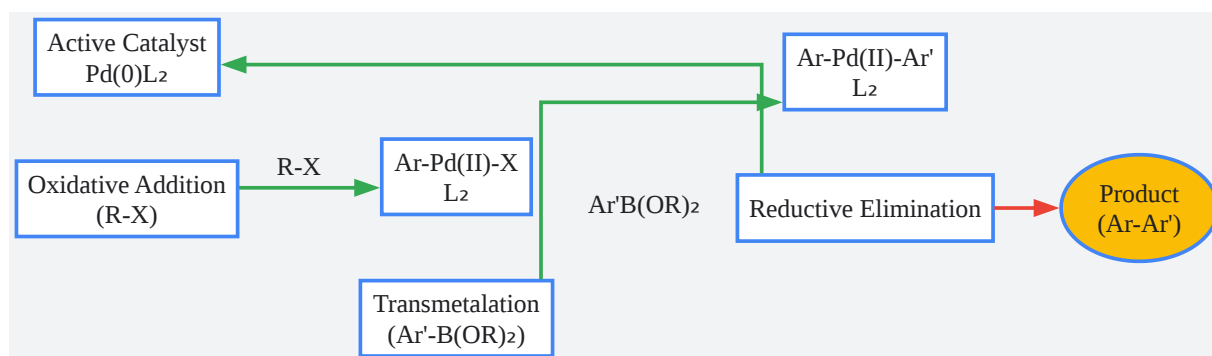 Active Catalyst
Pd(0)L₂
Ar-Pd(II)-Ar'
L₂
Oxidative Addition
(R-X)
R-X
Ar-Pd(II)-X
L₂
Ar'B(OR)₂
Reductive Elimination
Product
(Ar-Ar')
Transmetalation
(Ar'-B(OR)₂)